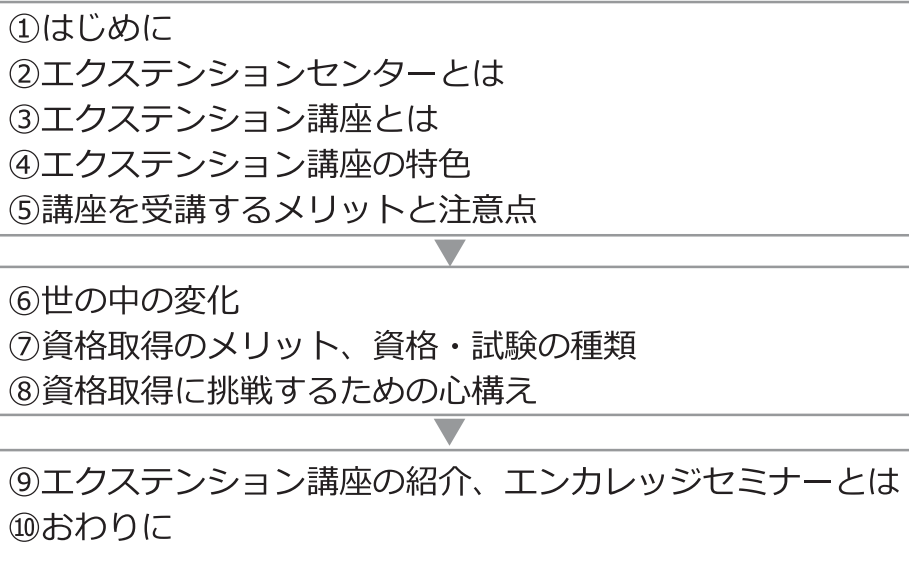 ①はじめに
②エクステンションセンターとは
③エクステンション講座とは
④エクステンション講座の特色
⑤講座を受講するメリットと注意点
⑥世の中の変化
⑦資格取得のメリット、資格・試験の種類
⑧資格取得に挑戦するための心構え
⑨エクステンション講座の紹介、エンカレッジセミナーとは
⑩おわりに